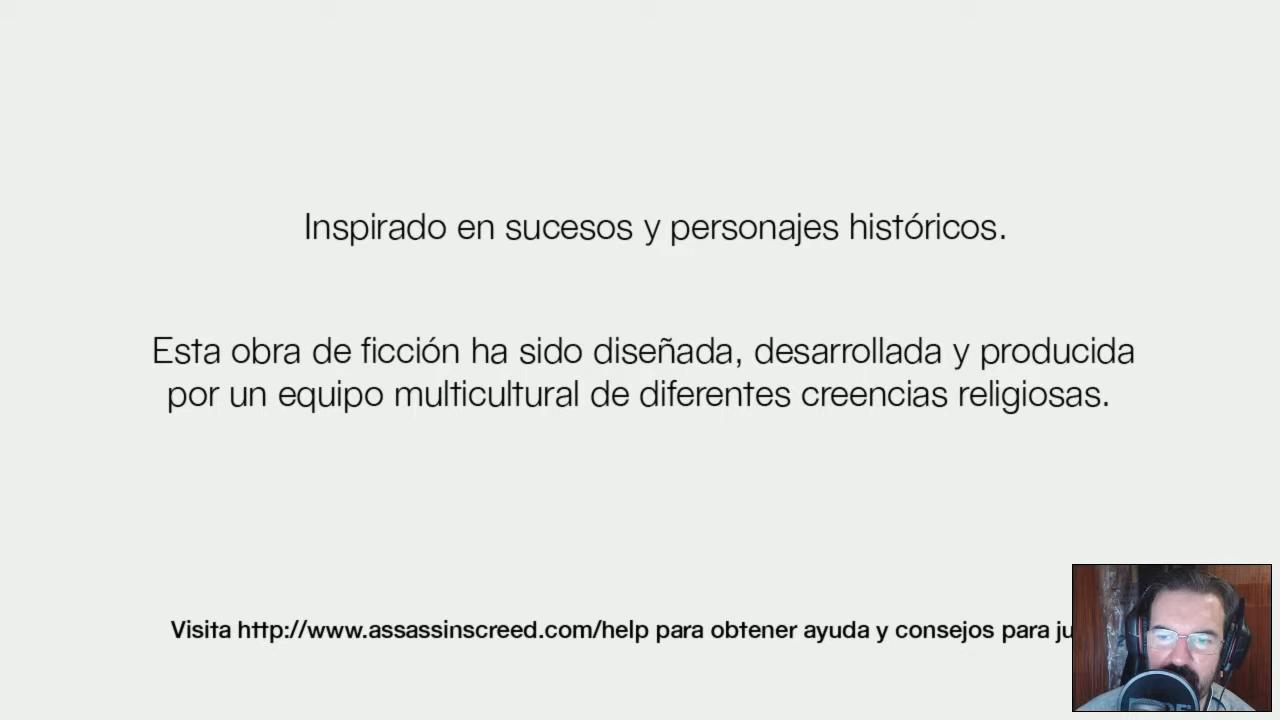 Inspirado en sucesos y personajes históricos.
Esta obra de ficción ha sido diseñada, desarrollada y producida
por un equipo multicultural de diferentes creencias religiosas.
Visita http://www.assassinscreed.com/help para obtener ayuda y consejos para